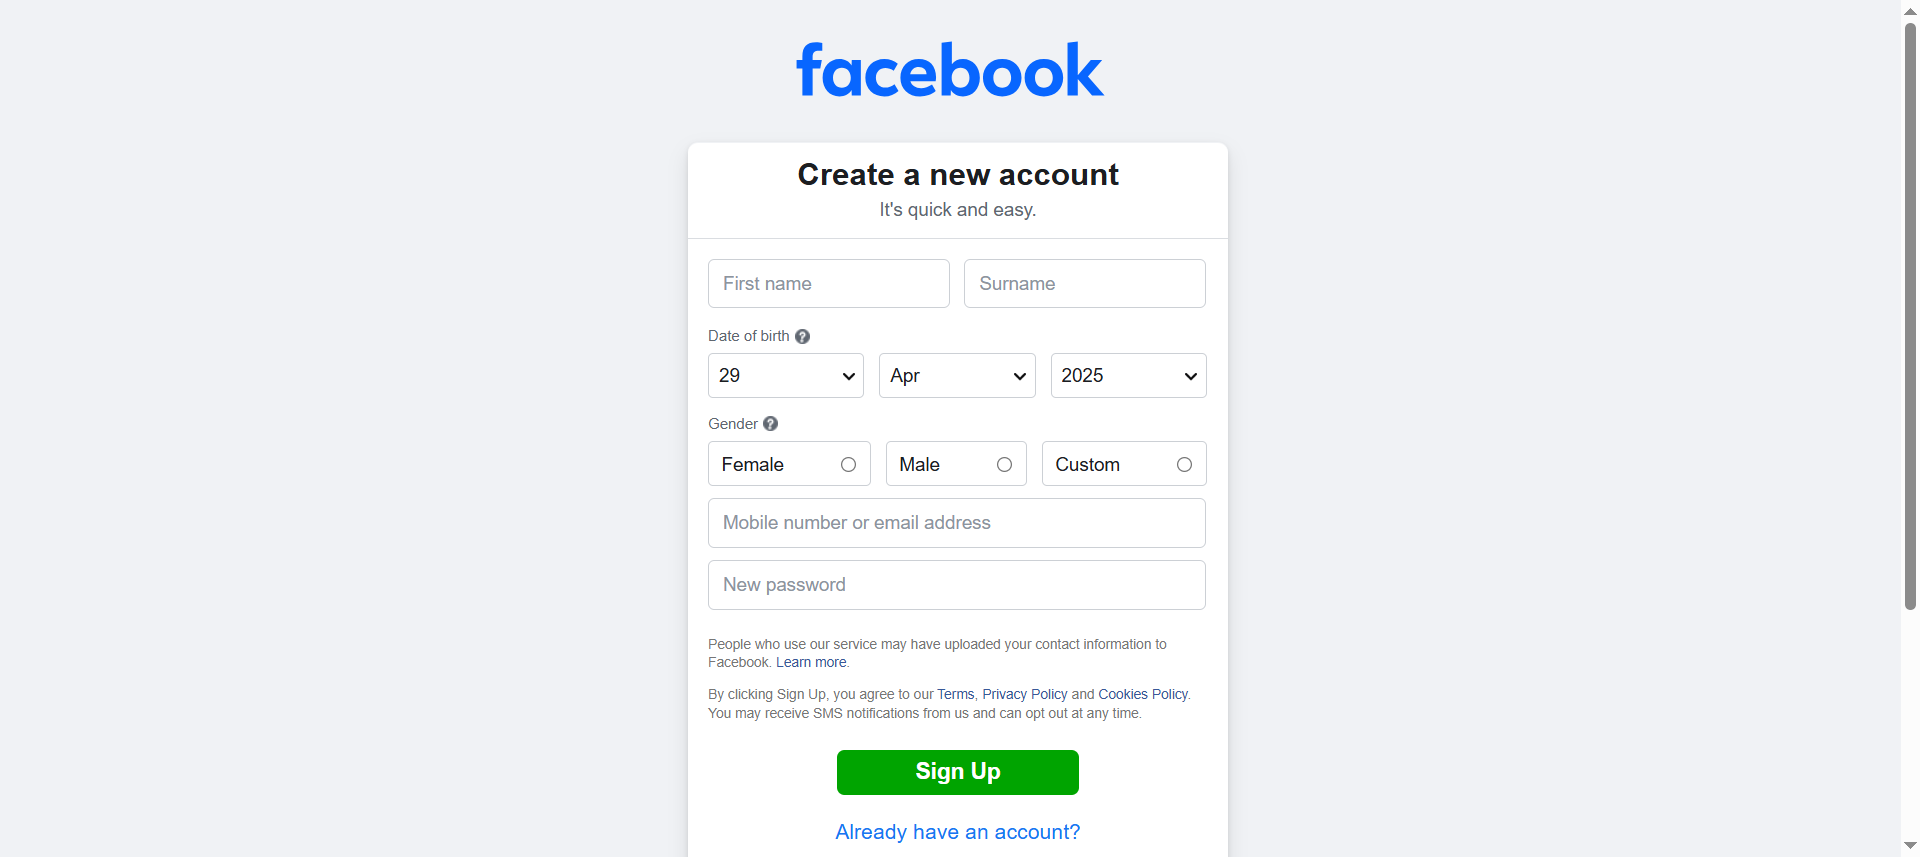 facebook
Create a new account
It's quick and easy.
First name Surname
Date of birth ?
29 Apr 2025
Gender ?
Female Male Custom
Mobile number or email address
New password
People who use our service may have uploaded your contact information to
Facebook. Learn more.
By clicking Sign Up, you agree to our Terms, Privacy Policy and Cookies Policy.
You may receive SMS notifications from us and can opt out at any time.
Sign Up
Already have an account?